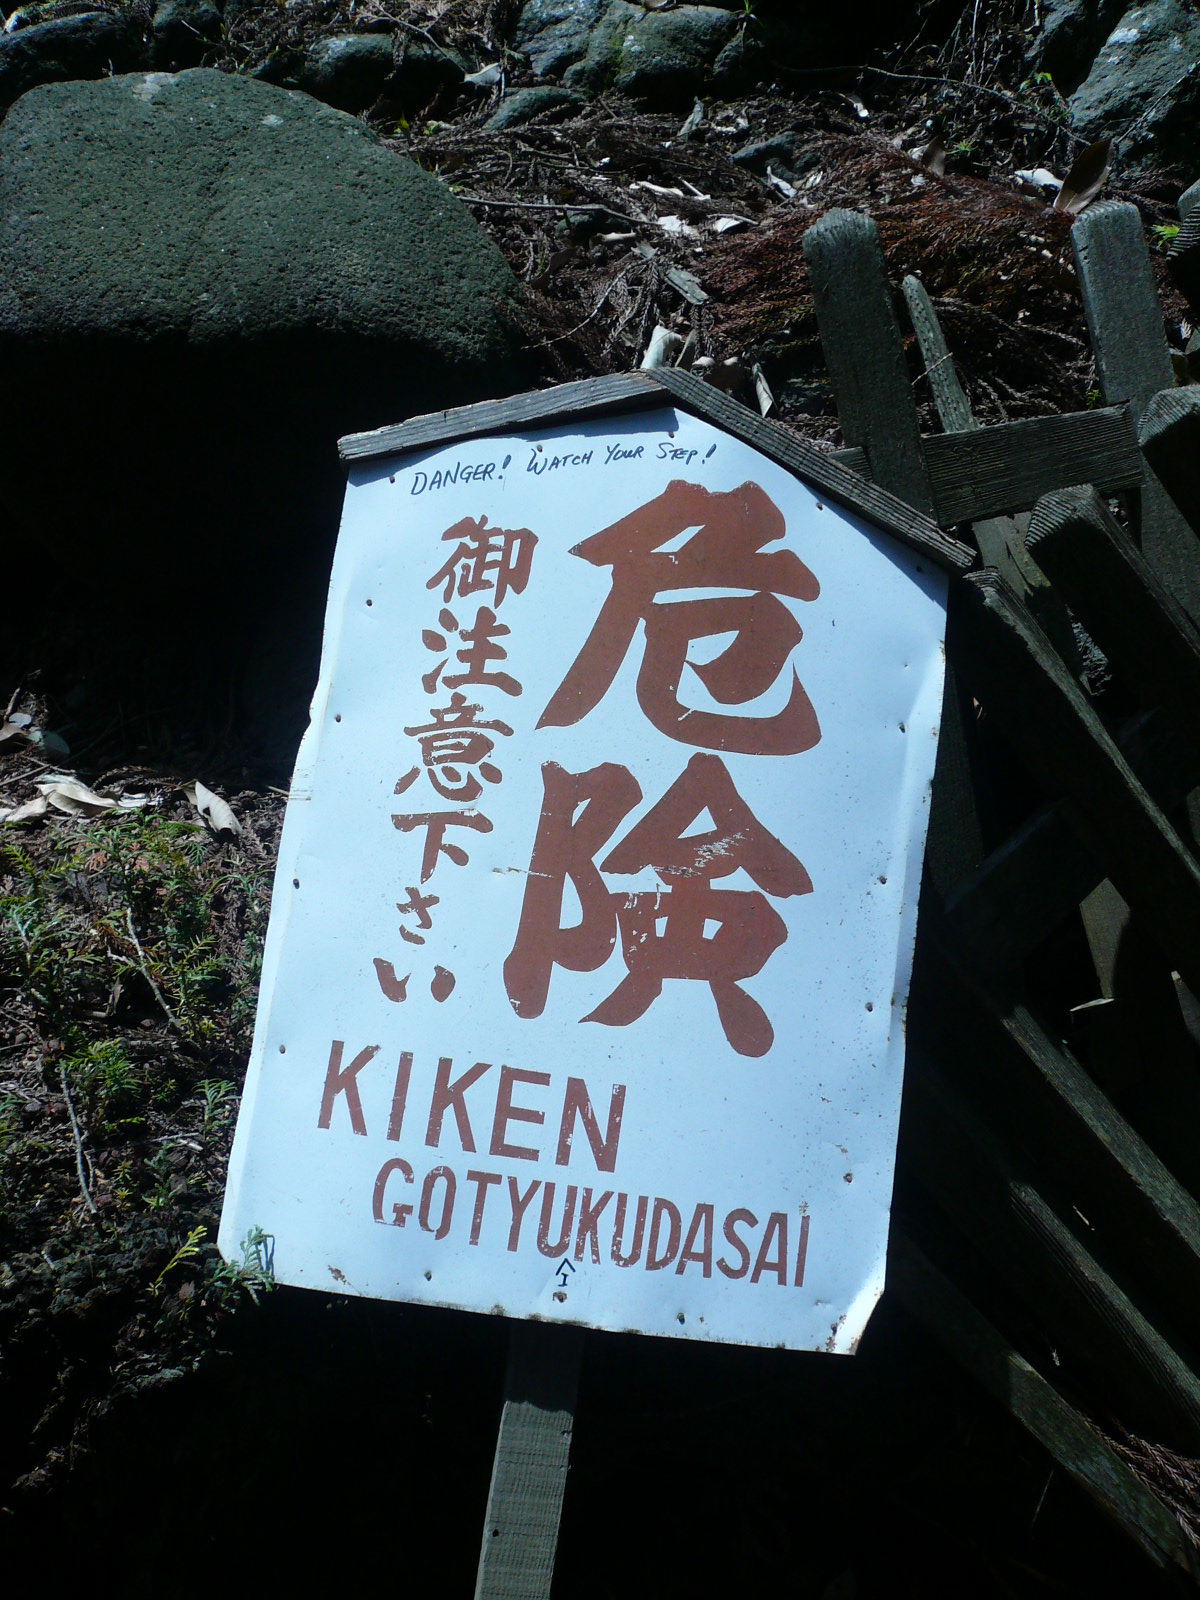 DANGER! WATCH YOUR STEP!
危険
御注意下さい
KIKEN
GOTYUKUDASAI
I